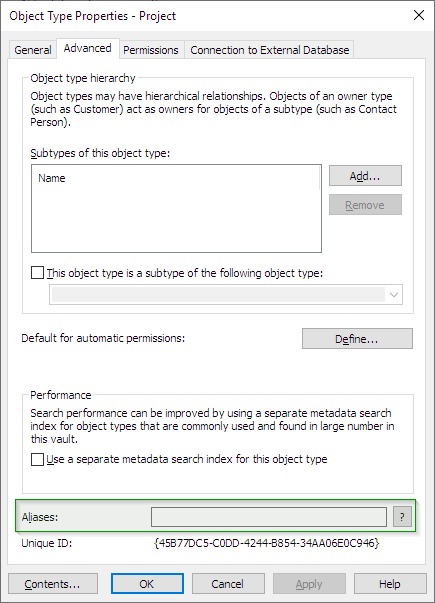 Object Type Properties - Project
General
Advanced
Permissions
Connection to External Database
Object type hierarchy
Object types may have hierarchical relationships. Objects of an owner type
(such as Customer) act as owners for objects of a subtype (such as Contact
Person).
Subtypes of this object type:
Name
Add...
Remove
This object type is a subtype of the following object type:
Default for automatic permissions:
Define...
Performance
Search performance can be improved by using a separate metadata search
index for object types that are commonly used and found in large number in
this vault.
Use a separate metadata search index for this object type
Aliases:
?
Unique ID:
{45B77DC5-C0DD-4244-B854-34AA06E0C946}
Contents...
OK
Cancel
Apply
Help